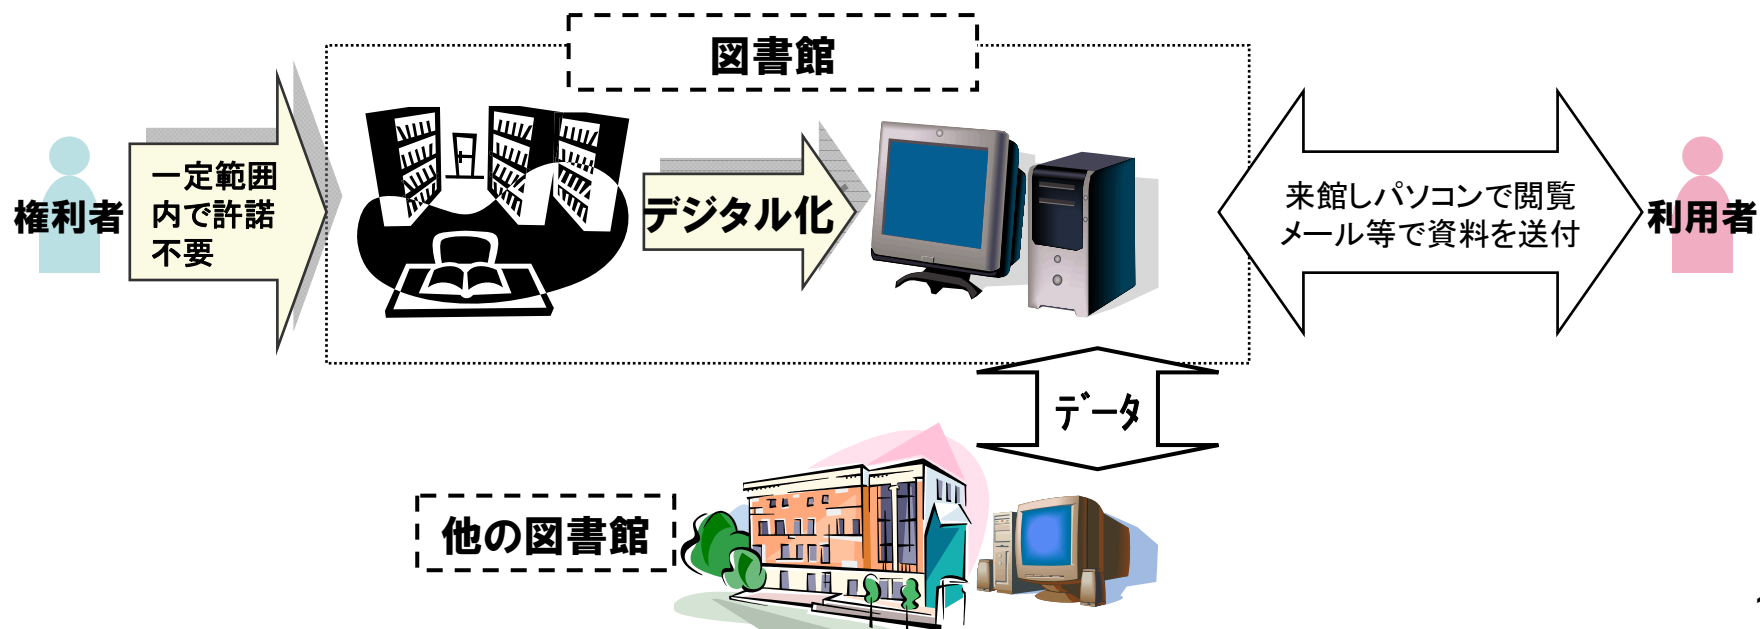 図書館
権利者
一定範囲
内で許諾
不要
デジタル化
来館しパソコンで閲覧
メール等で資料を送付
利用者
データ
他の図書館